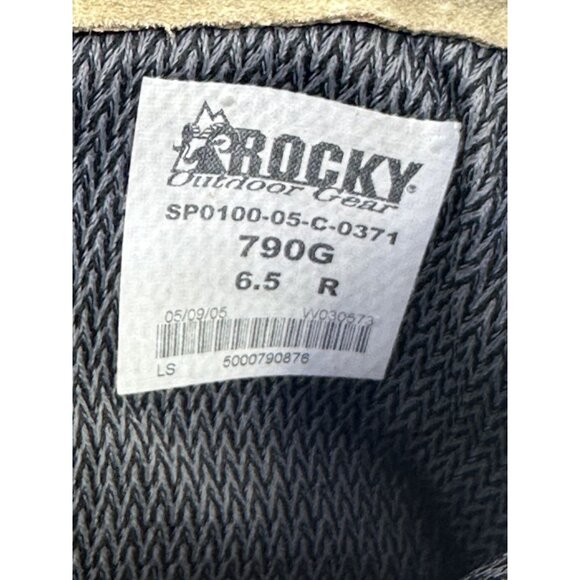 ROCKY®
Outdoor Gear
SP0100-05-C-0371
790G
6.5 R
05/09/05 W030573
5000790876
LS